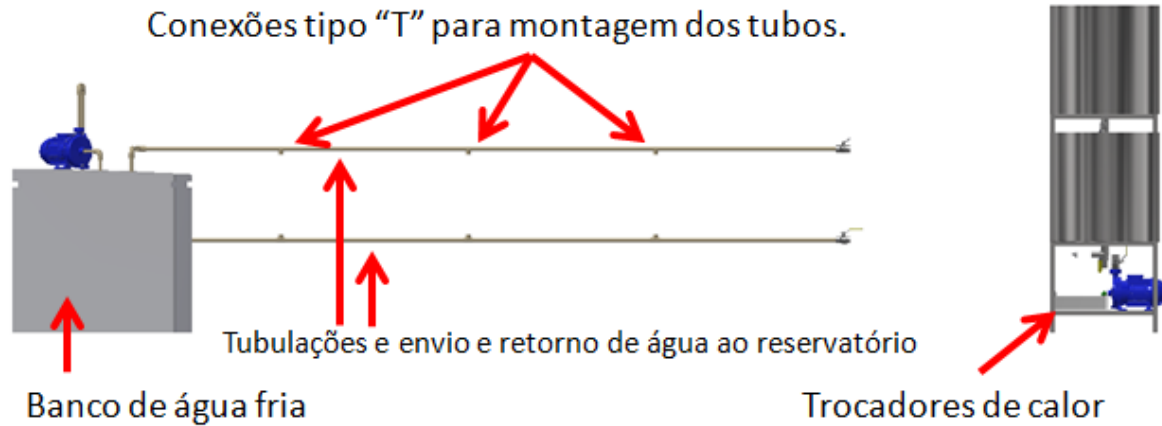 Conexões tipo “T” para montagem dos tubos.
Tubulações e envio e retorno de água ao reservatório
Banco de água fria
Trocadores de calor